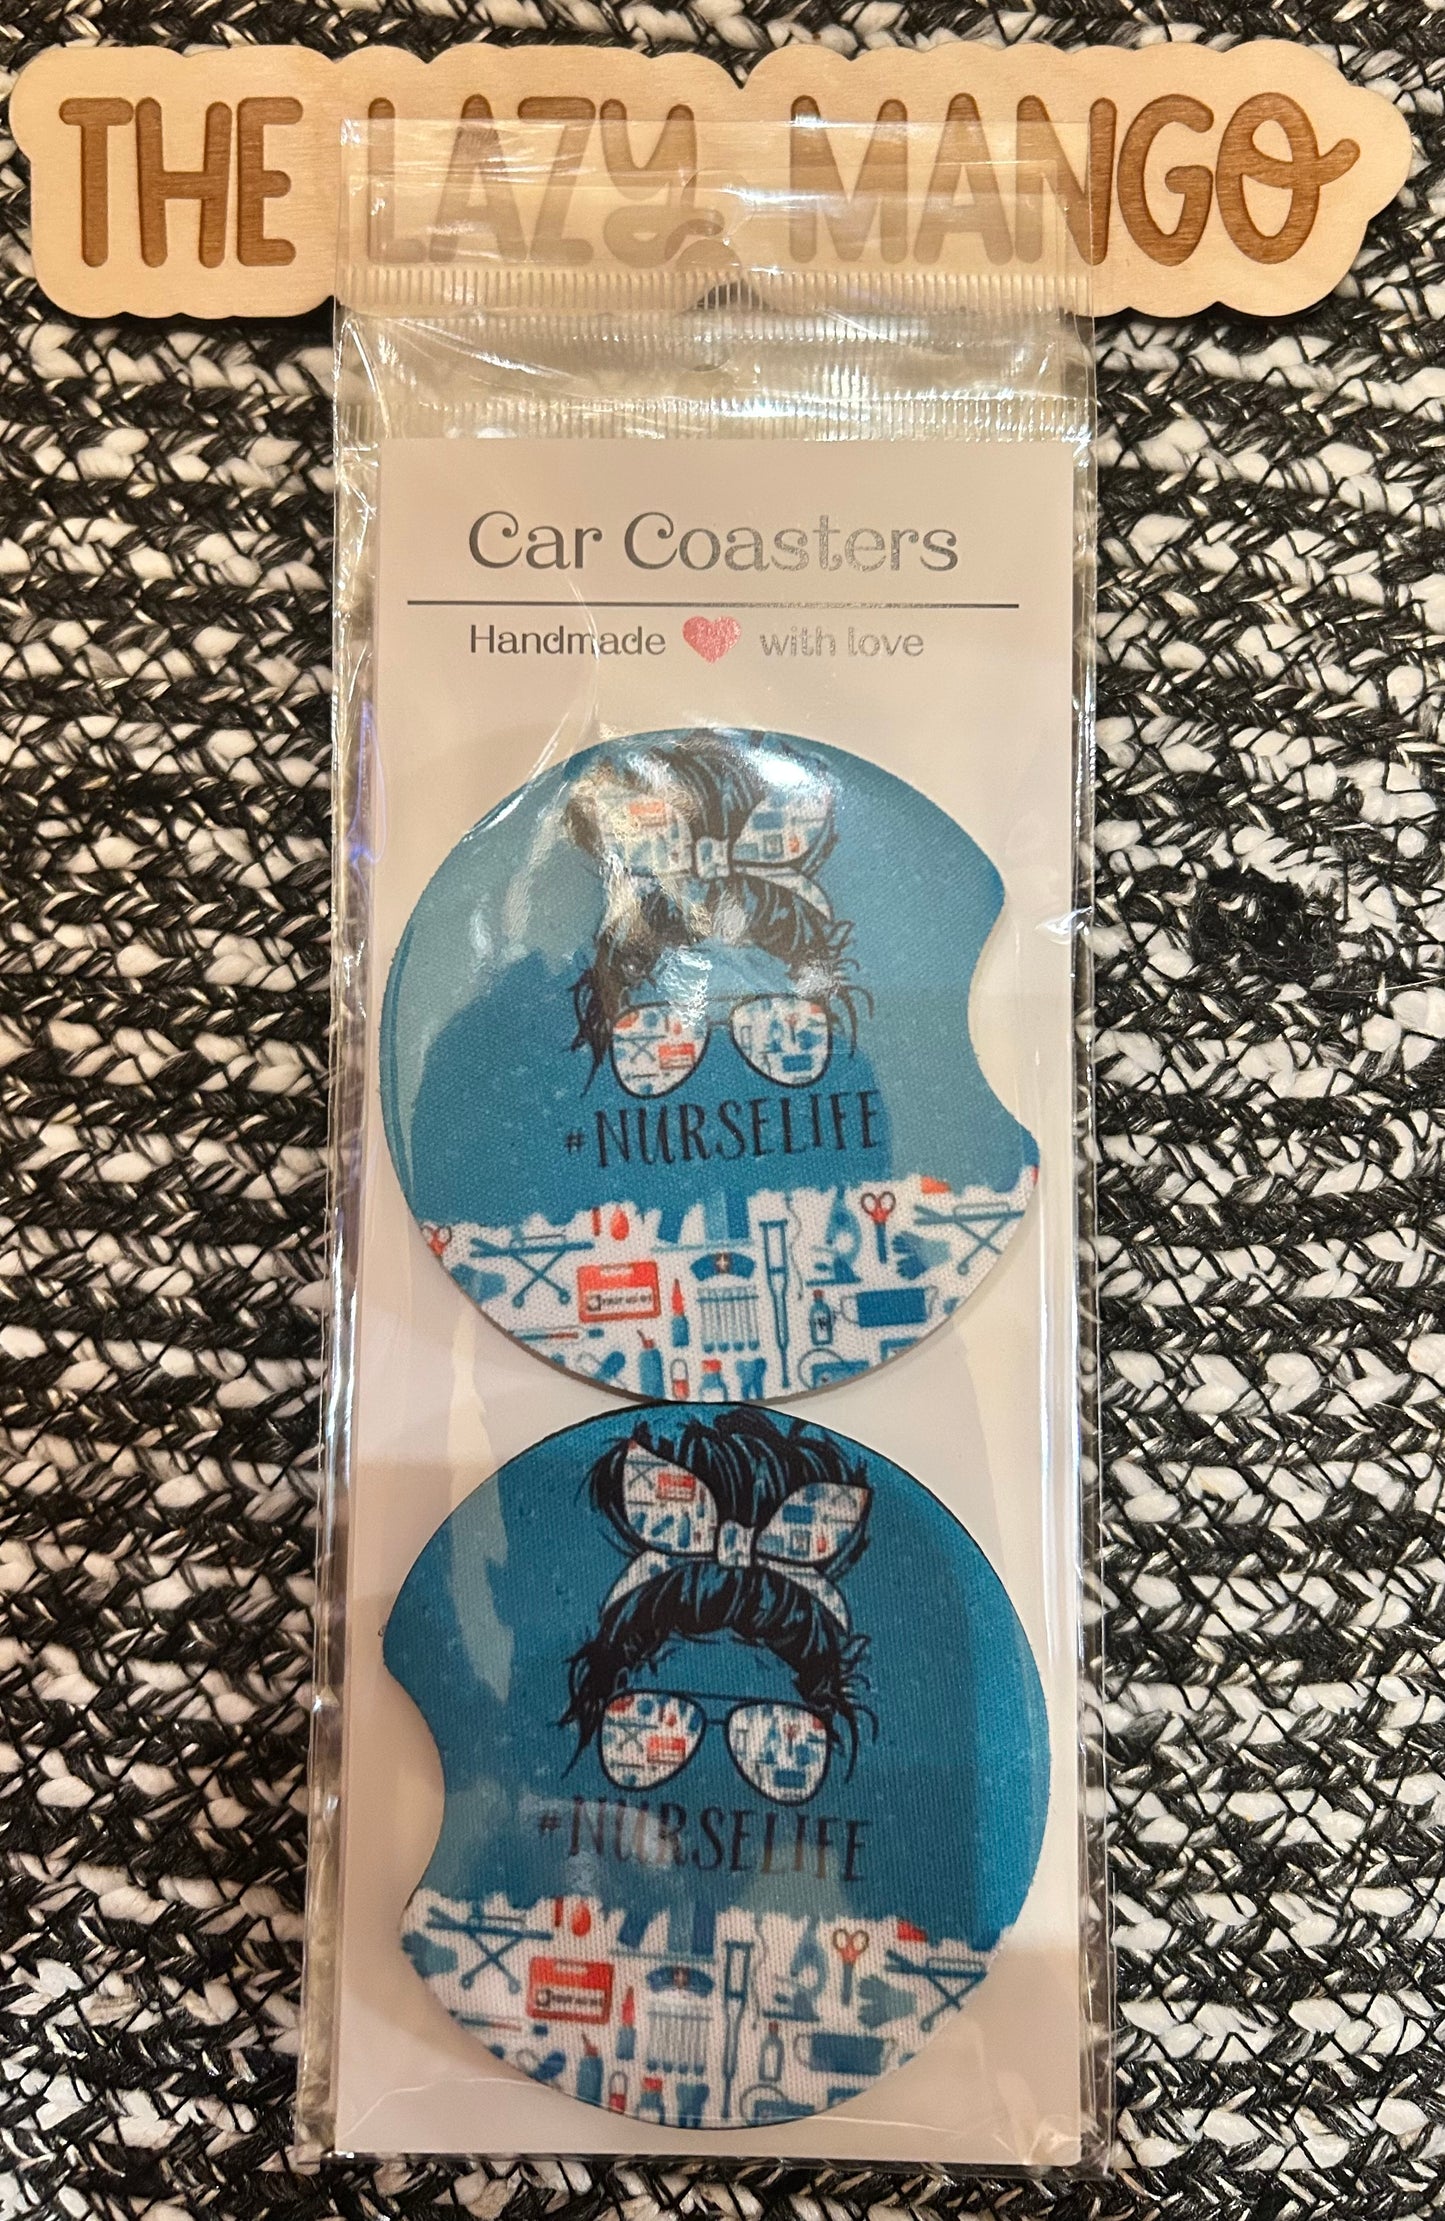 THE LAZY MANGO
Car Coasters
Handmade with love
#NURSELIFE
#NURSELIFE